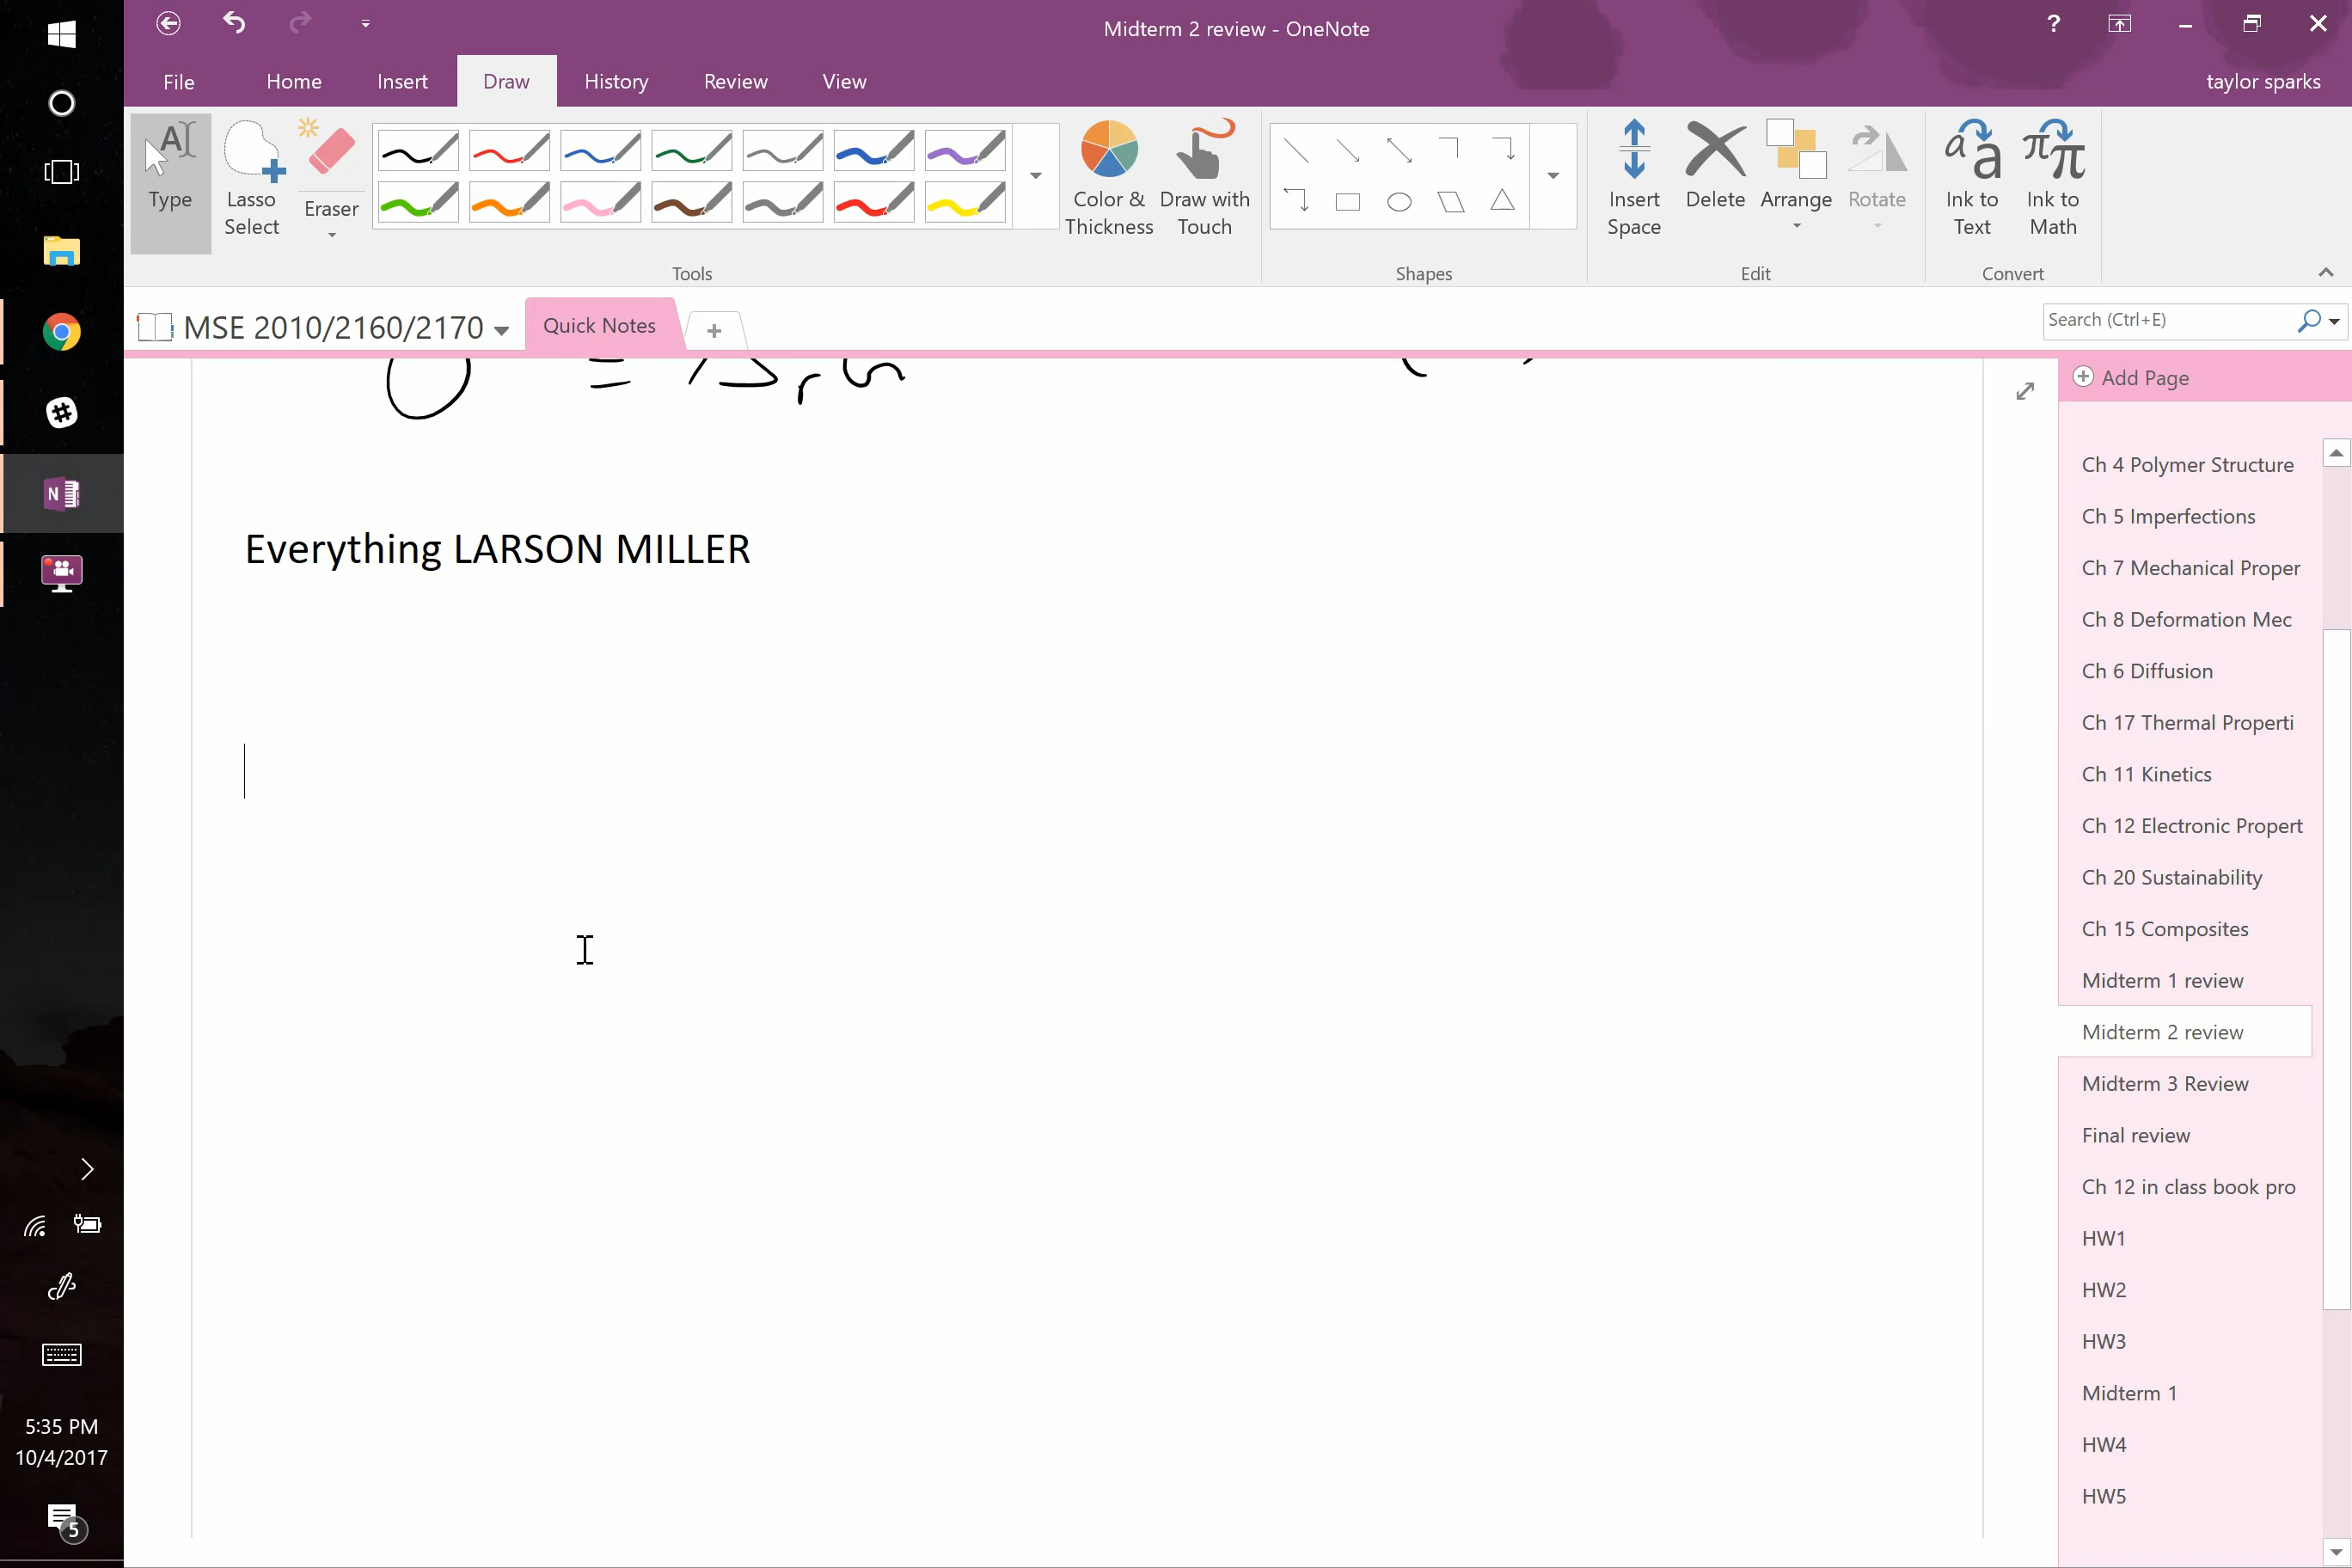 Midterm 2 review - OneNote
?
File Home Insert Draw History Review View
taylor sparks
Type
Lasso Select
Eraser
Color & Thickness
Draw with Touch
Insert Space
Delete
Arrange
Rotate
Ink to Text
Ink to Math
Tools
Shapes
Edit
Convert
MSE 2010/2160/2170
Quick Notes
Search (Ctrl+E)
Everything LARSON MILLER
Add Page
Ch 4 Polymer Structure
Ch 5 Imperfections
Ch 7 Mechanical Proper
Ch 8 Deformation Mec
Ch 6 Diffusion
Ch 17 Thermal Properti
Ch 11 Kinetics
Ch 12 Electronic Propert
Ch 20 Sustainability
Ch 15 Composites
Midterm 1 review
Midterm 2 review
Midterm 3 Review
Final review
Ch 12 in class book pro
HW1
HW2
HW3
Midterm 1
HW4
HW5
5:35 PM
10/4/2017
5